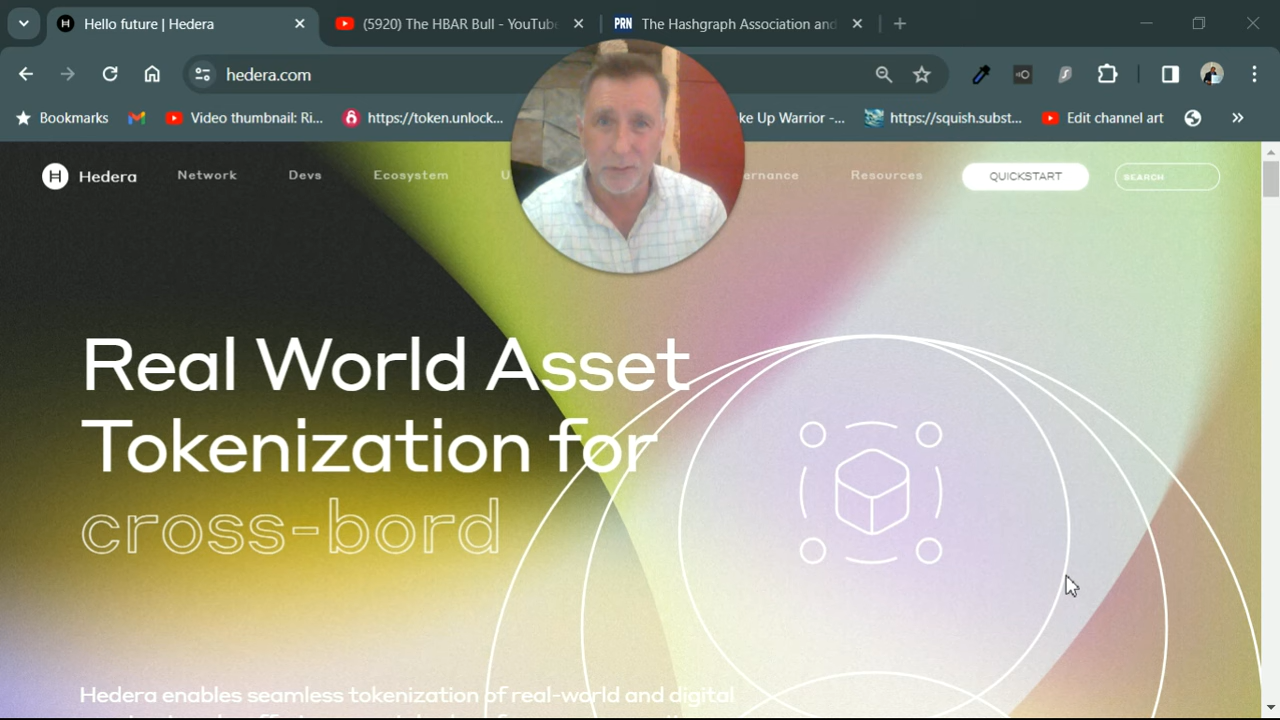 Hello future | Hedera
(5920) The HBAR Bull - YouTube
PRN The Hashgraph Association and
hedera.com
Bookmarks
Video thumbnail: Ri...
https://token.unlock...
ke Up Warrior -...
https://squish.subst...
Edit channel art
H Hedera
Network
Devs
Ecosystem
U
ernance
Resources
QUICKSTART
SEARCH
Real World Asset
Tokenization for
cross-bord
Hedera enables seamless tokenization of real-world and digital